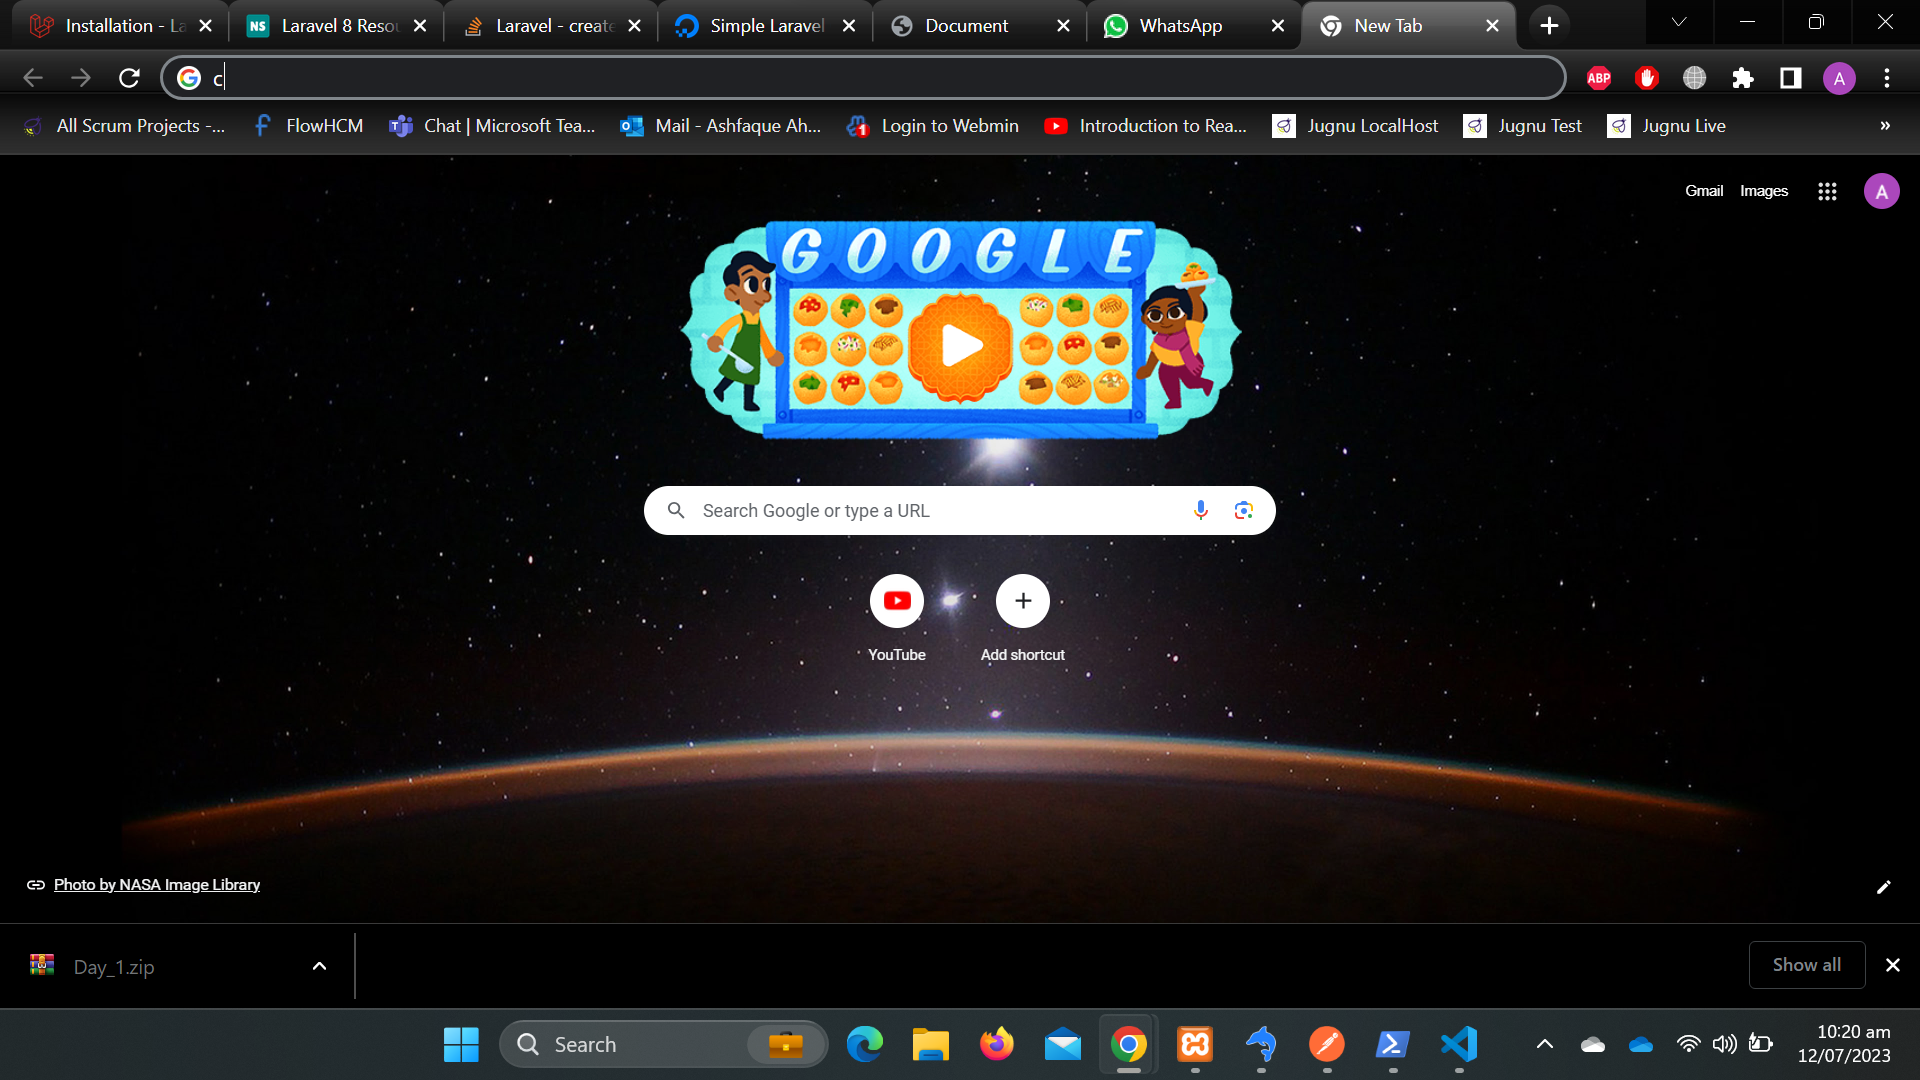 Installation - La
NS
Laravel 8 Resou
Laravel - create
Simple Laravel
Document
WhatsApp
New Tab
c
ABP
A
All Scrum Projects -...
FlowHCM
Chat | Microsoft Tea...
Mail - Ashfaque Ah...
1
Login to Webmin
Introduction to Rea...
Jugnu LocalHost
Jugnu Test
Jugnu Live
»
Gmail
Images
A
GOOGLE
Search Google or type a URL
YouTube
Add shortcut
Photo by NASA Image Library
Day_1.zip
Show all
Search
10:20 am
12/07/2023